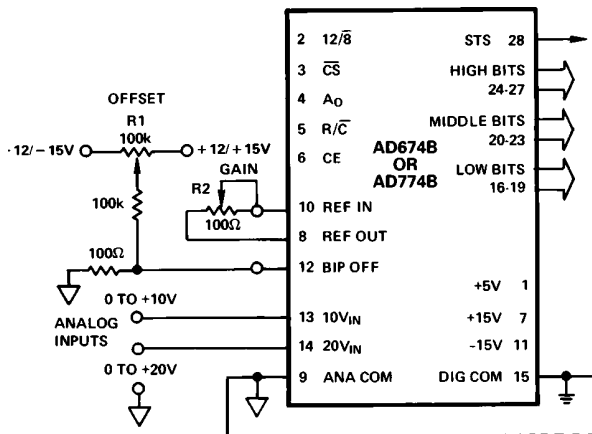 2 12/8̅ STS 28
3 C̅S̅ HIGH BITS
24-27
4 A₀
OFFSET
R1
100k
5 R/C̅ MIDDLE BITS
20-23
-12/-15V +12/+15V
6 CE AD674B
OR
AD774B
LOW BITS
16-19
GAIN
R2
100Ω
100k
10 REF IN
8 REF OUT
100Ω
12 BIP OFF
+5V 1
0 TO +10V
ANALOG
INPUTS
13 10VIN +15V 7
14 20VIN -15V 11
0 TO +20V
9 ANA COM DIG COM 15